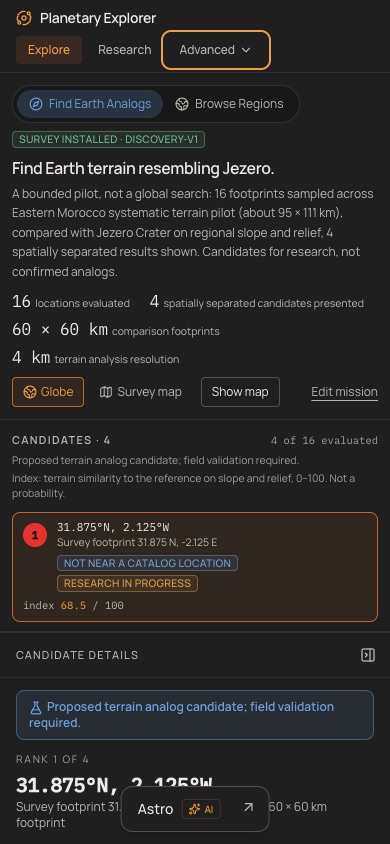 Planetary Explorer
Explore Research Advanced
Find Earth Analogs Browse Regions
SURVEY INSTALLED · DISCOVERY-V1
Find Earth terrain resembling Jezero.
A bounded pilot, not a global search: 16 footprints sampled across
Eastern Morocco systematic terrain pilot (about 95 × 111 km),
compared with Jezero Crater on regional slope and relief, 4
spatially separated results shown. Candidates for research, not
confirmed analogs.
16 locations evaluated 4 spatially separated candidates presented
60 × 60 km comparison footprints
4 km terrain analysis resolution
Globe Survey map Show map Edit mission
CANDIDATES · 4 4 of 16 evaluated
Proposed terrain analog candidate; field validation required.
Index: terrain similarity to the reference on slope and relief, 0–100. Not a
probability.
1 31.875°N, 2.125°W
Survey footprint 31.875 N, -2.125 E
NOT NEAR A CATALOG LOCATION
RESEARCH IN PROGRESS
index 68.5 / 100
CANDIDATE DETAILS
Proposed terrain analog candidate; field validation
required.
RANK 1 OF 4
31.875°N, 2.125°W
Survey footprint 31. 60 × 60 km
footprint
Astro AI